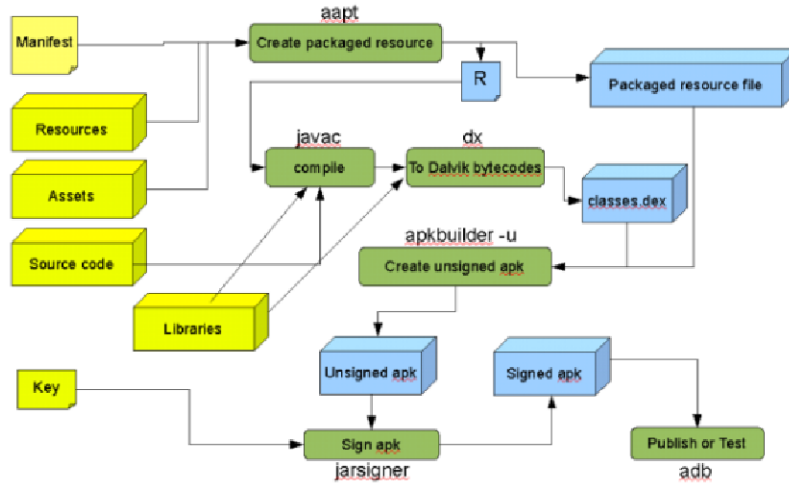 aapt
Manifest
Create packaged resource
R
Packaged resource file
Resources
javac
dx
compile
To Dalvik bytecodes
Assets
classes.dex
apkbuilder -u
Source code
Create unsigned apk
Libraries
Unsigned apk
Signed apk
Key
Sign apk
Publish or Test
jarsigner
adb